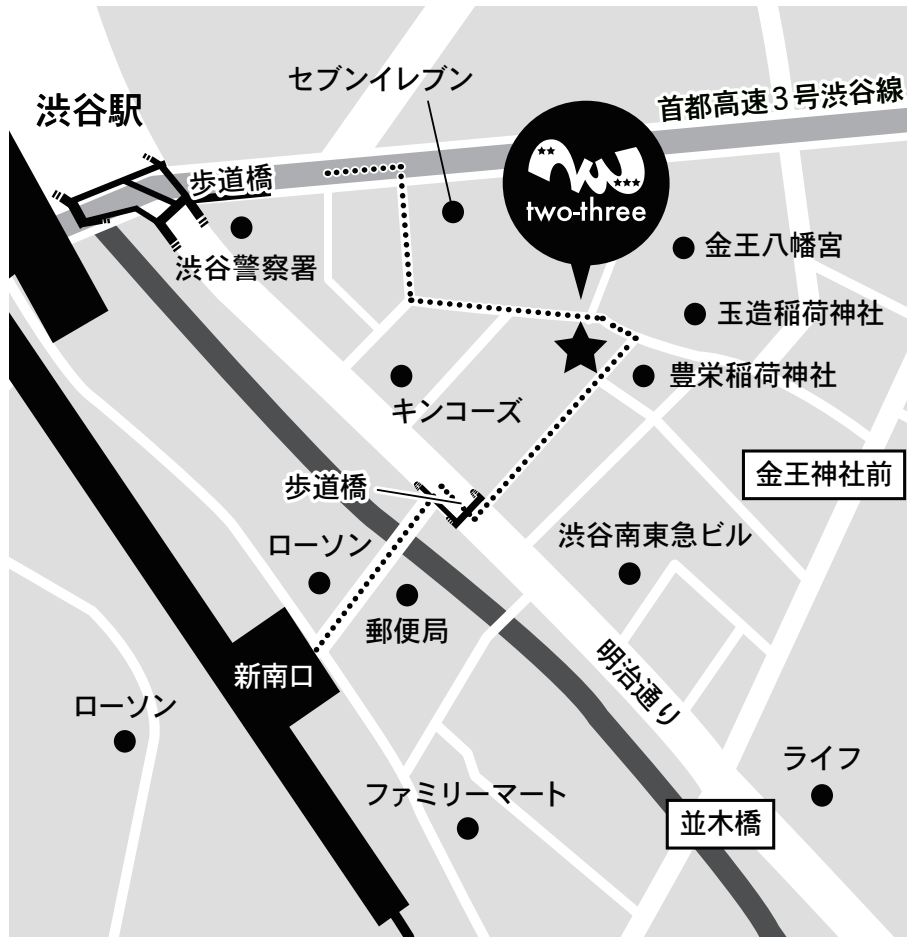 セブンイレブン
首都高速3号渋谷線
渋谷駅
歩道橋
two-three
渋谷警察署
金王八幡宮
玉造稲荷神社
豊栄稲荷神社
キンコーズ
金王神社前
歩道橋
ローソン
渋谷南東急ビル
郵便局
新南口
明治通り
ローソン
ライフ
ファミリーマート
並木橋